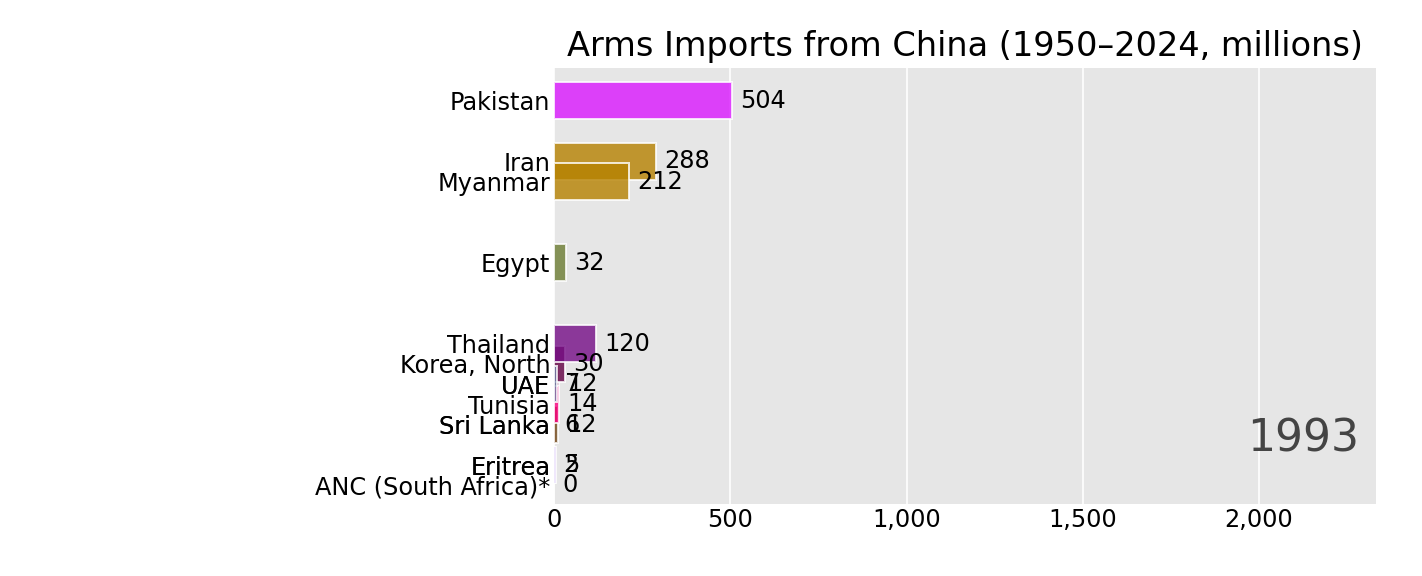 Arms Imports from China (1950–2024, millions)
Pakistan 504
Iran 288
Myanmar 212
Egypt 32
Thailand 120
Korea, North 30
UAE 12
Tunisia 14
Sri Lanka 12
Eritrea
ANC (South Africa)* 0
1993
0 500 1,000 1,500 2,000